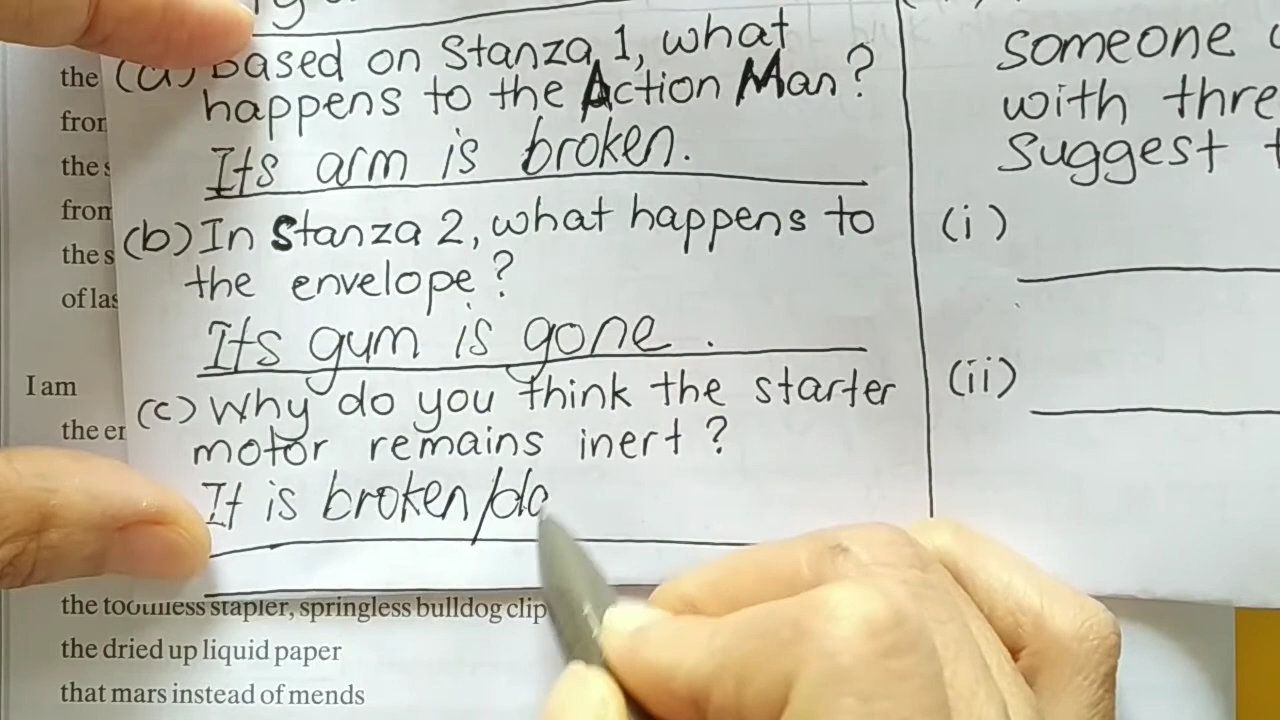 (a) Based on Stanza 1, what
happens to the Action Man?
Its arm is broken.
(b) In Stanza 2, what happens to
the envelope?
Its gum is gone.
(c) Why do you think the starter
motor remains inert?
It is broken/da
someone
with
suggest
(i)
(ii)
the
the
of
I am
the
the toothless stapler, springless bulldog clip
the dried up liquid paper
that mars instead of mends